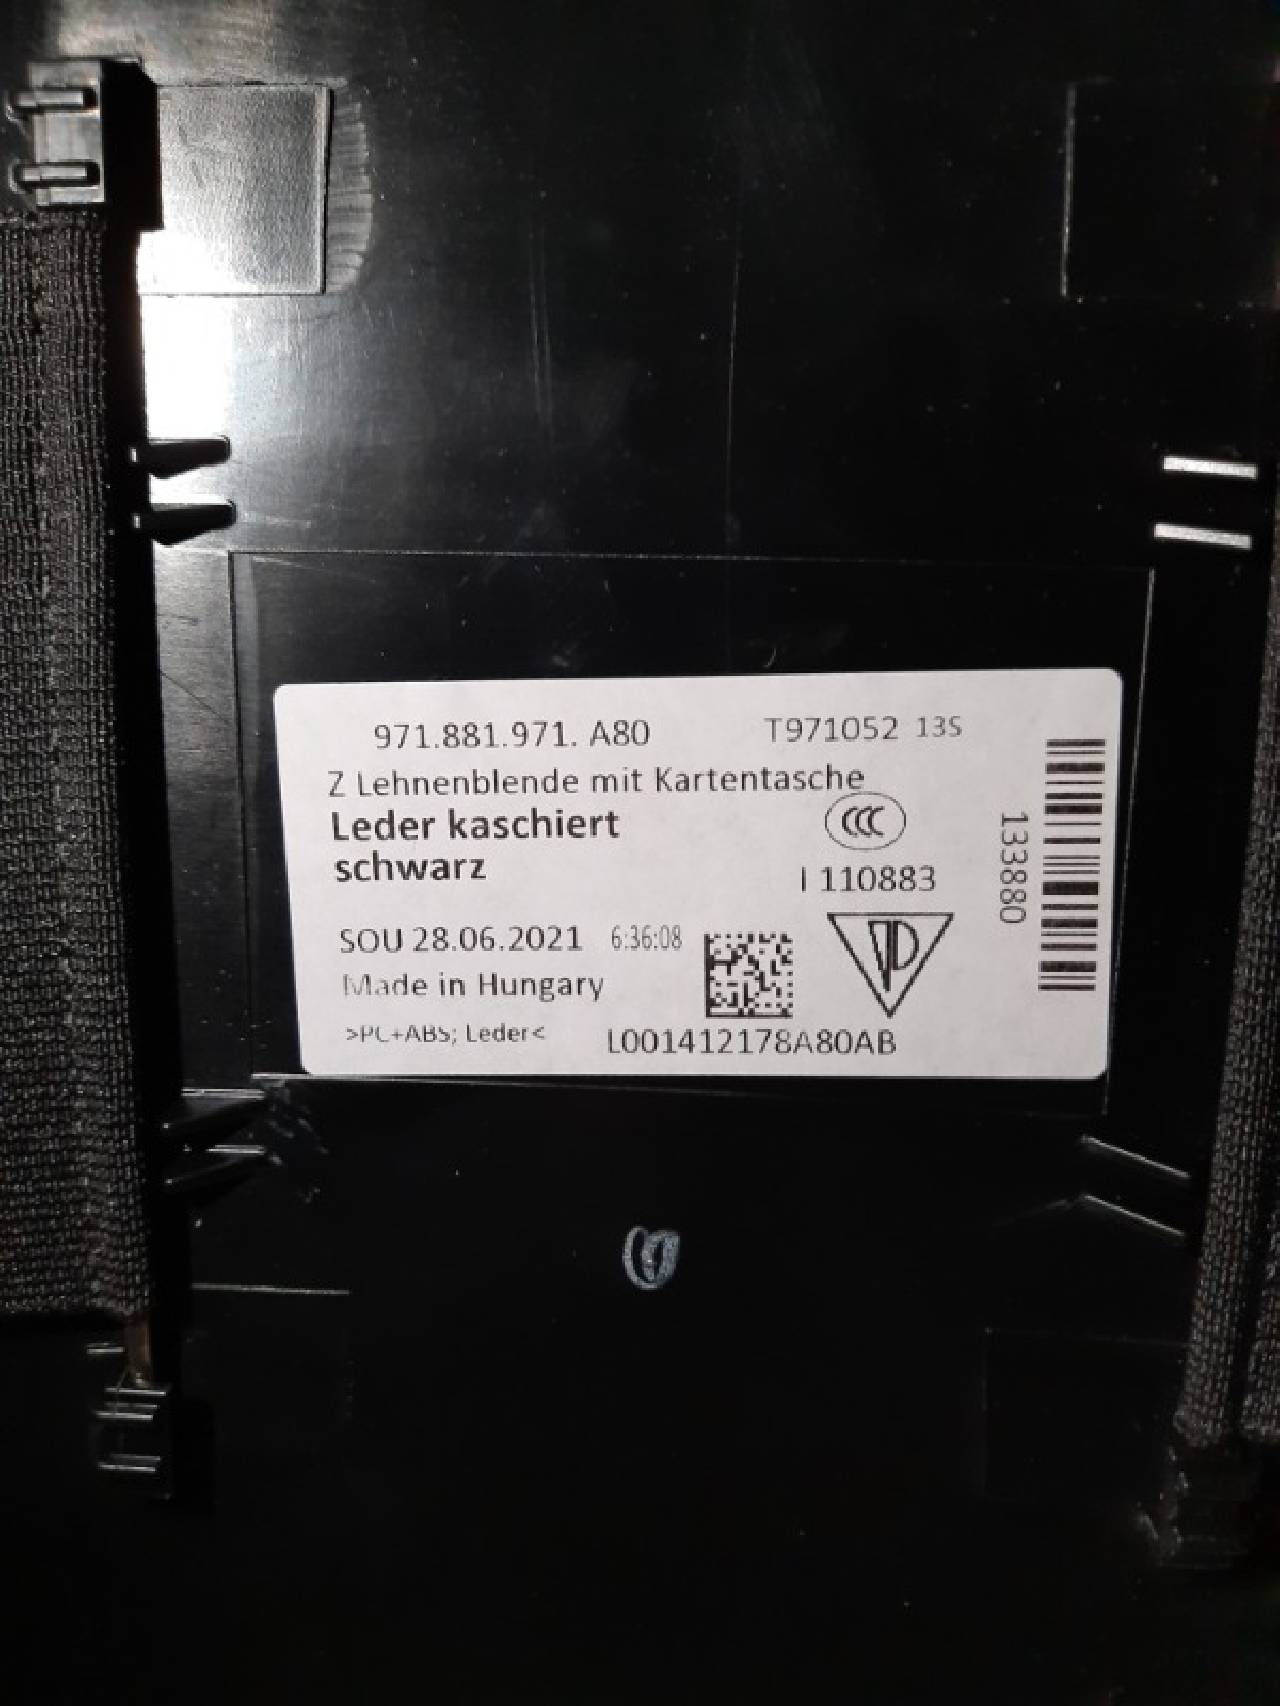 971.881.971. A80 T971052 13S
Z Lehnenblende mit Kartentasche
Leder kaschiert
schwarz
CCC
I 110883
133880
SOU 28.06.2021 6:36:08
Made in Hungary
>PC+ABS; Leder<
L001412178A80AB